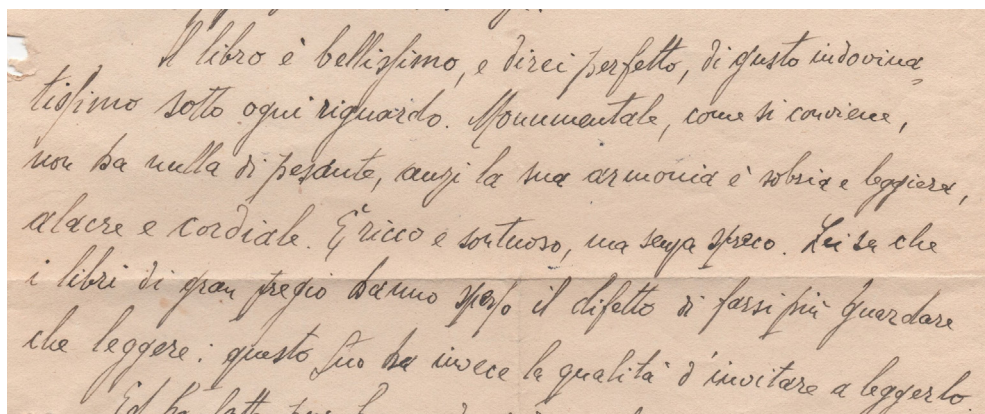 Il libro è bellissimo, e direi perfetto, di gusto indovina=
tissimo sotto ogni riguardo. Monumentale, come si conviene,
non ha nulla di pesante, anzi la sua armonia è sobria e leggiera,
alacre e cordiale. È ricco e sontuoso, ma senza spreco. Lei sa che
i libri di gran pregio hanno spesso il difetto di farsi più guardare
che leggere: questo Suo ha invece la qualità d'invitare a leggerlo.
Ed ha fatto